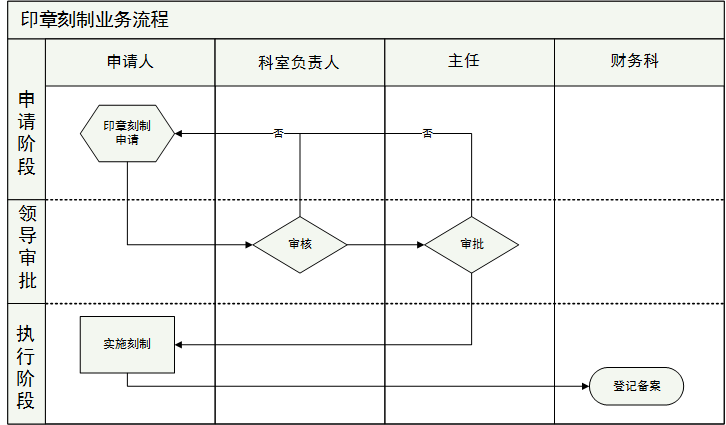 印章刻制业务流程
申请人
科室负责人
主任
财务科
申请阶段
印章刻制
申请
否
否
领导审批
审核
审批
执行阶段
实施刻制
登记备案